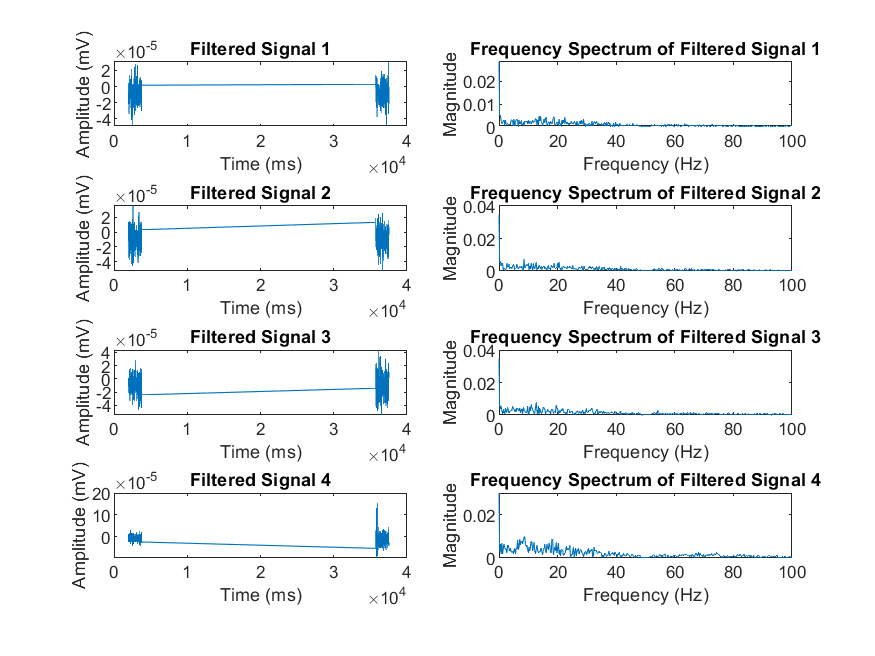 ×10⁻⁵ Filtered Signal 1
Amplitude (mV)
2
0
-2
-4
0 1 2 3 4
Time (ms) ×10⁴
Frequency Spectrum of Filtered Signal 1
Magnitude
0.02
0.01
0
0 20 40 60 80 100
Frequency (Hz)
×10⁻⁵ Filtered Signal 2
Amplitude (mV)
2
0
-2
-4
0 1 2 3 4
Time (ms) ×10⁴
Frequency Spectrum of Filtered Signal 2
Magnitude
0.04
0.02
0
0 20 40 60 80 100
Frequency (Hz)
×10⁻⁵ Filtered Signal 3
Amplitude (mV)
4
2
0
-2
-4
0 1 2 3 4
Time (ms) ×10⁴
Frequency Spectrum of Filtered Signal 3
Magnitude
0.04
0.02
0
0 20 40 60 80 100
Frequency (Hz)
×10⁻⁵ Filtered Signal 4
Amplitude (mV)
20
10
0
0 1 2 3 4
Time (ms) ×10⁴
Frequency Spectrum of Filtered Signal 4
Magnitude
0.02
0
0 20 40 60 80 100
Frequency (Hz)